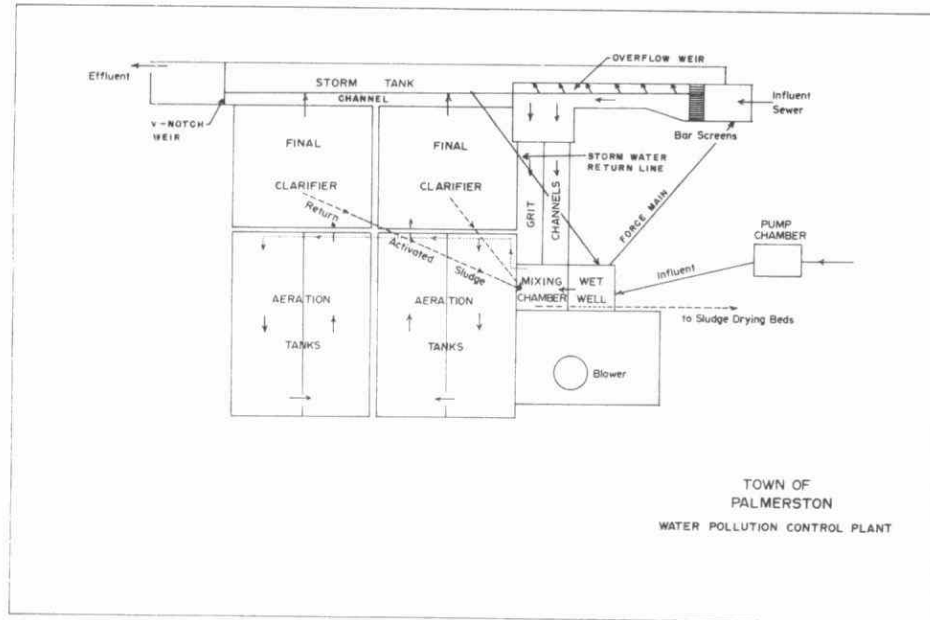 OVERFLOW WEIR
Effluent
STORM TANK
CHANNEL
Influent
Sewer
V-NOTCH
WEIR
Bar Screens
FINAL
CLARIFIER
FINAL
CLARIFIER
STORM WATER
RETURN LINE
GRIT
CHANNELS
FORCE MAIN
Return
Activated
Sludge
PUMP
CHAMBER
Influent
MIXING
CHAMBER
WET
WELL
AERATION
TANKS
AERATION
TANKS
to Sludge Drying Beds
Blower
TOWN OF
PALMERSTON
WATER POLLUTION CONTROL PLANT